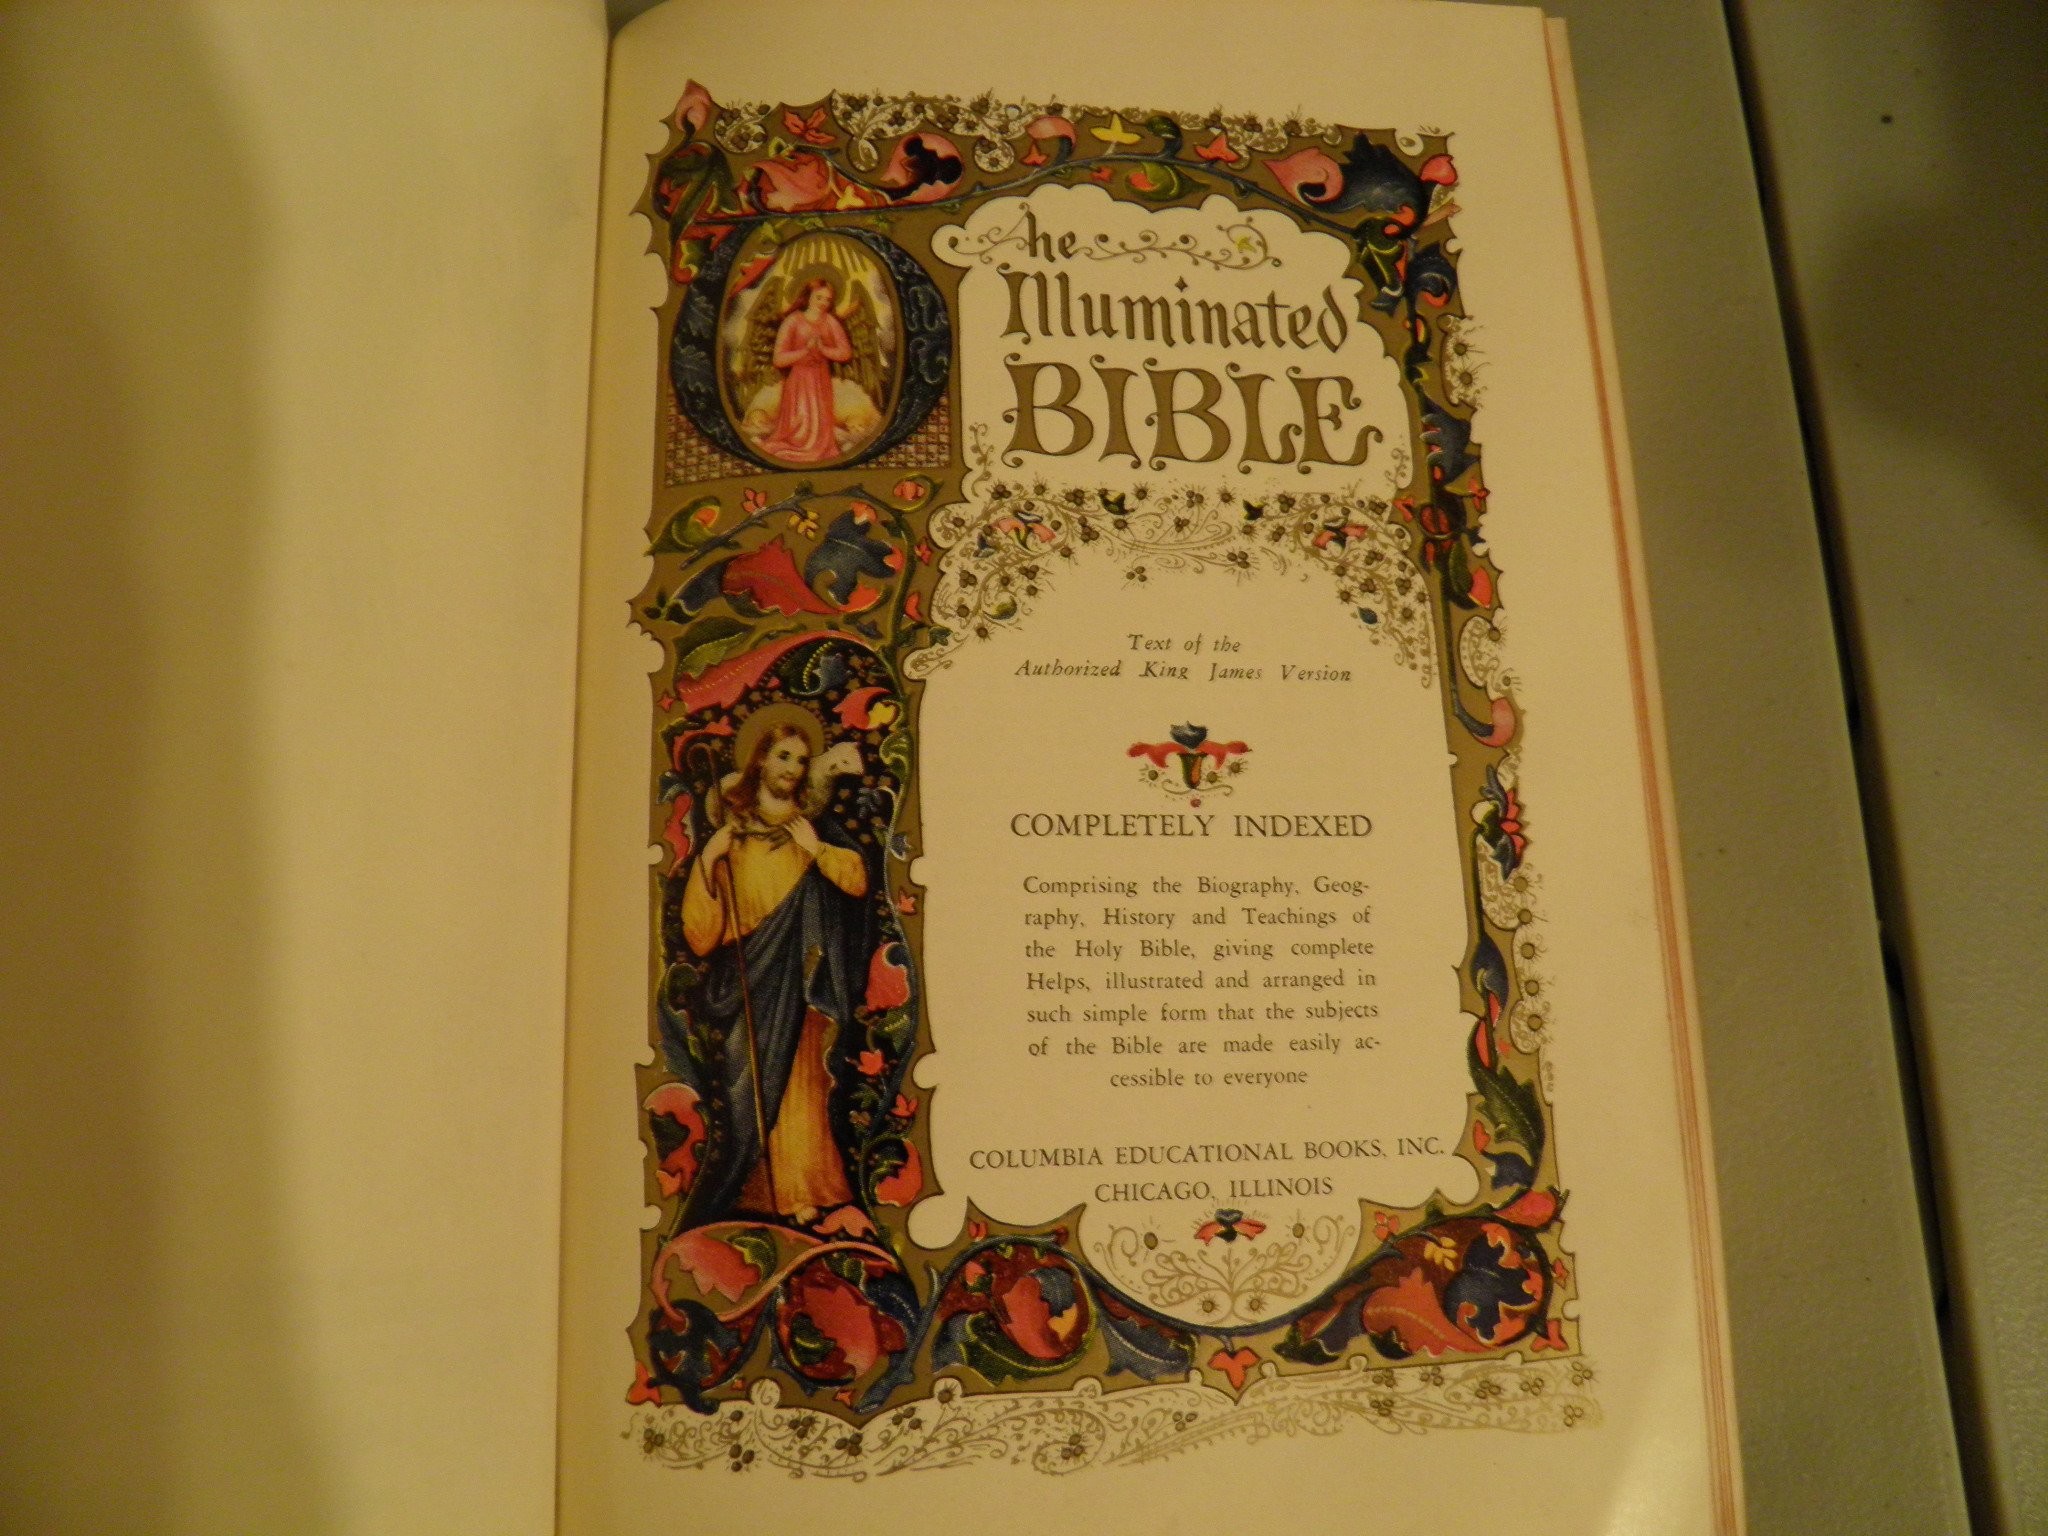 The
Illuminated
BIBLE
Text of the
Authorized King James Version
COMPLETELY INDEXED
Comprising the Biography, Geog-
raphy, History and Teachings of
the Holy Bible, giving complete
Helps, illustrated and arranged in
such simple form that the subjects
of the Bible are made easily ac-
cessible to everyone
COLUMBIA EDUCATIONAL BOOKS, INC.
CHICAGO, ILLINOIS